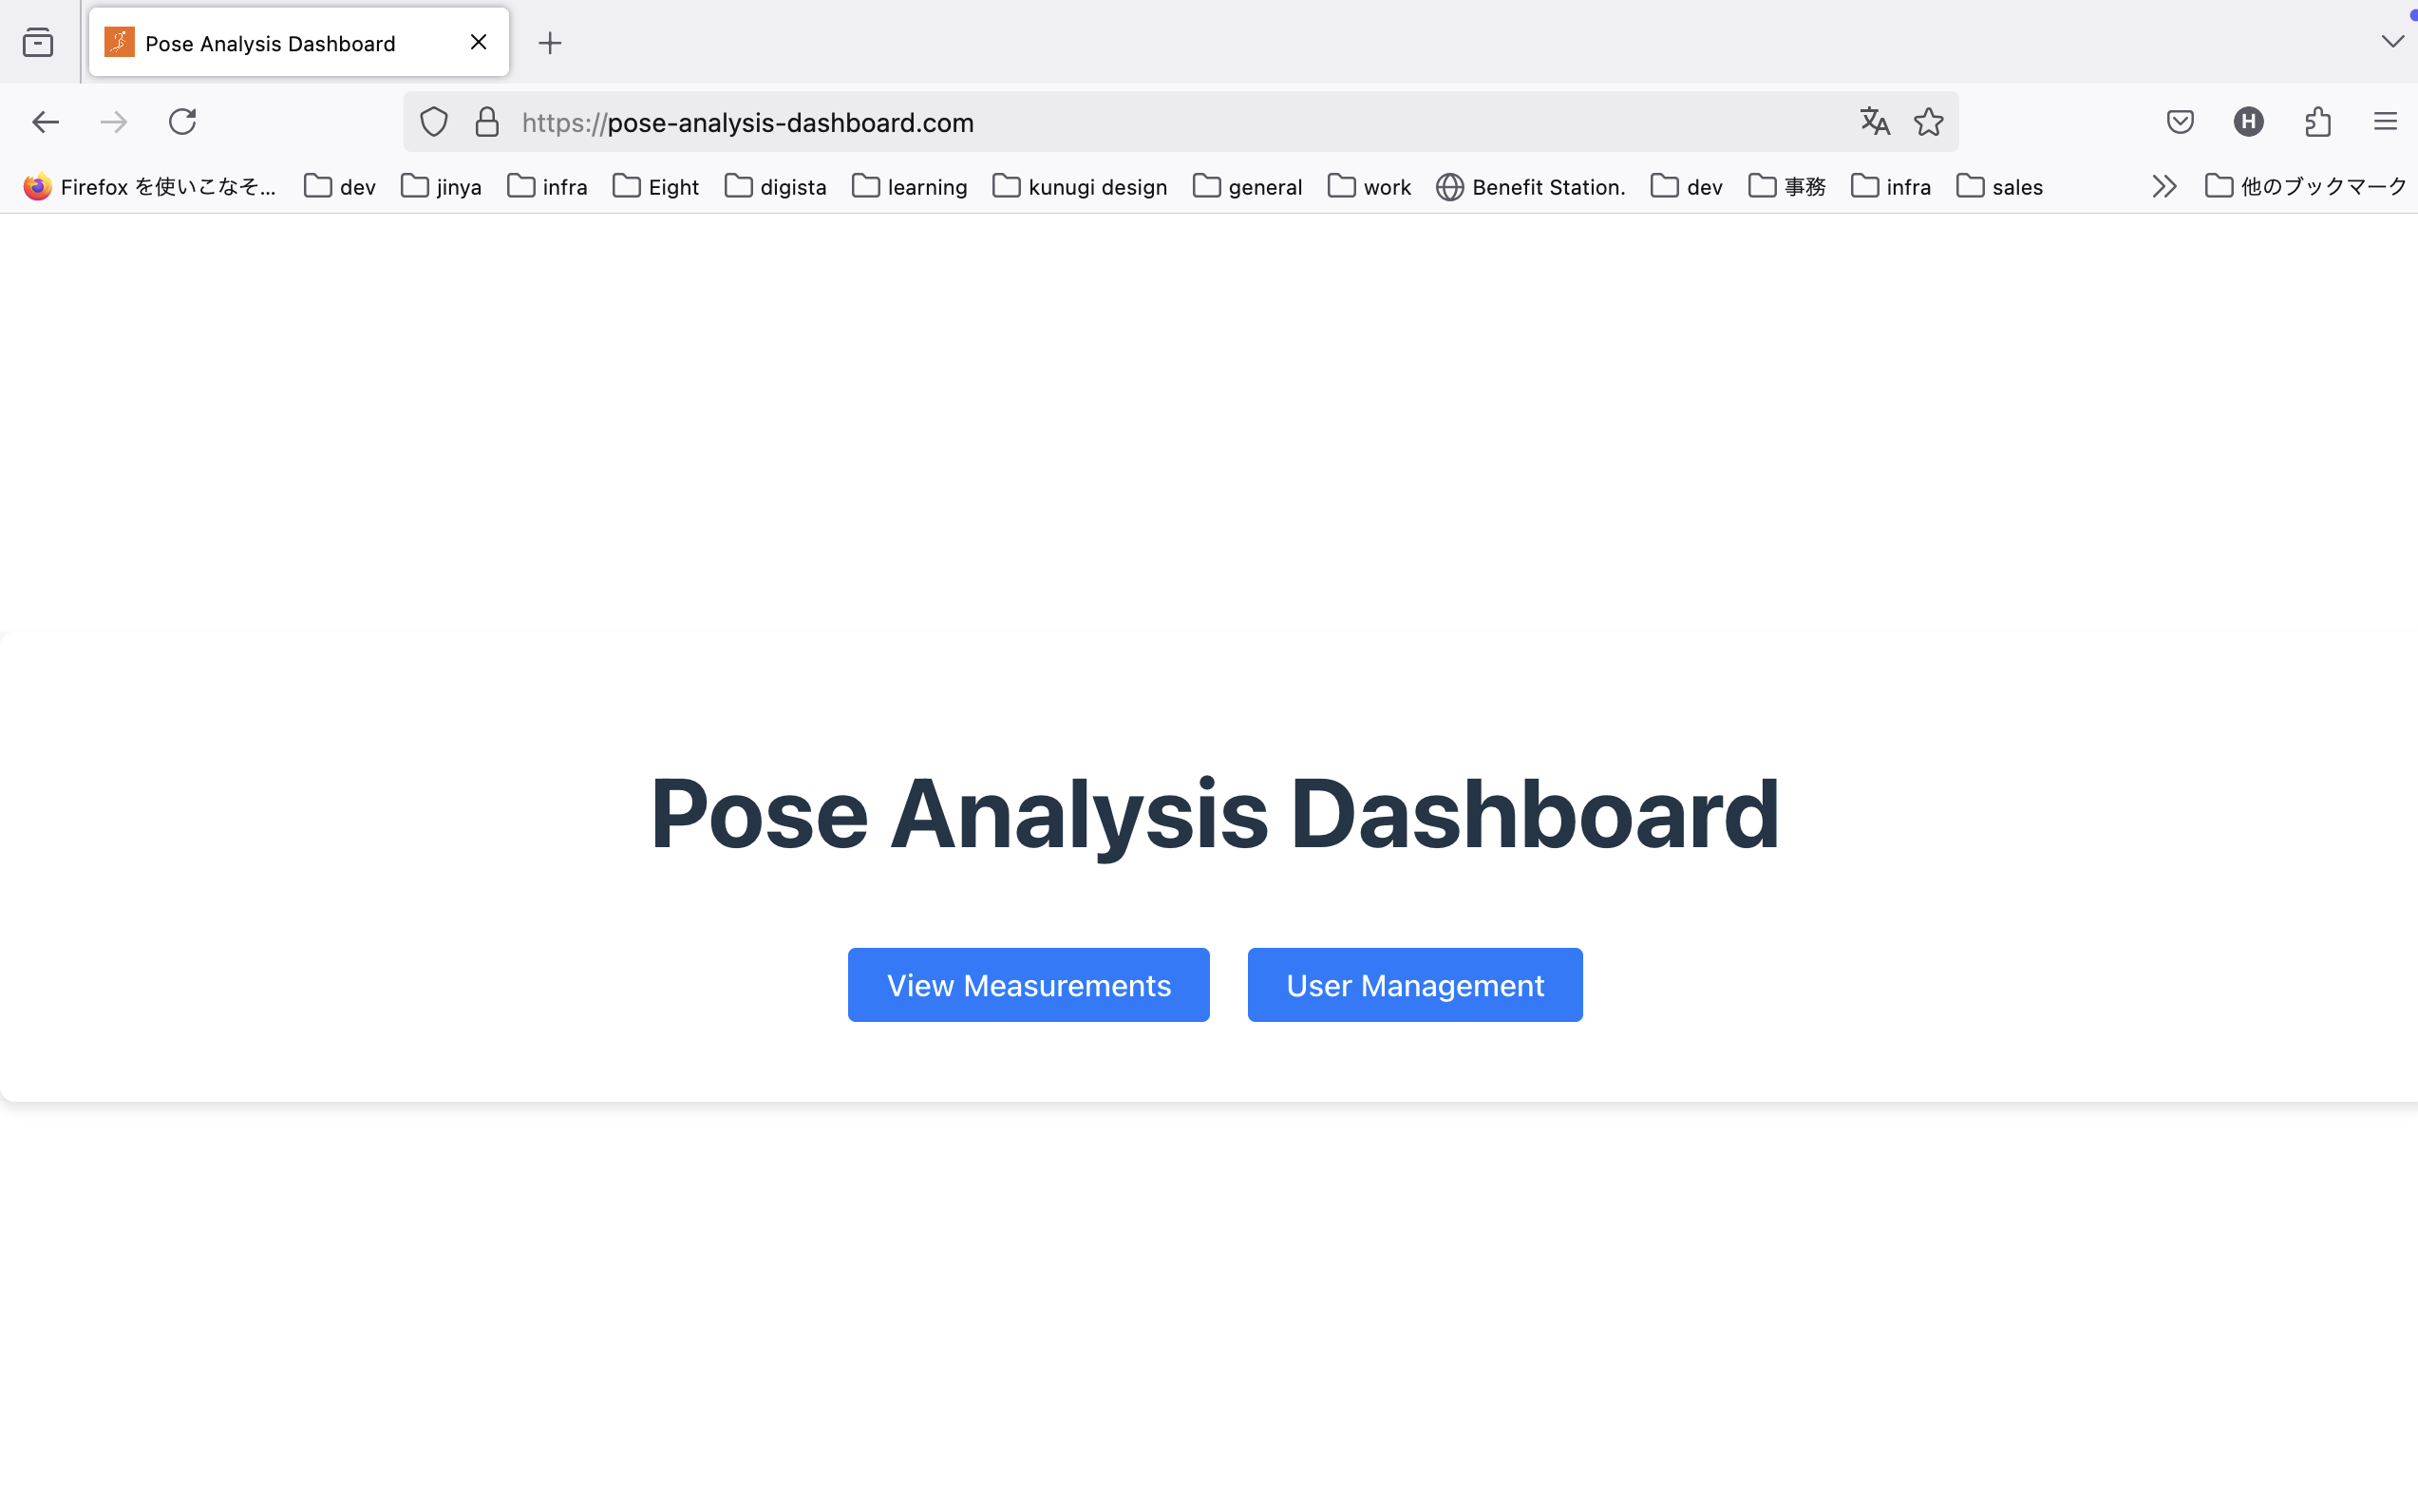 Pose Analysis Dashboard
https://pose-analysis-dashboard.com
H
Firefox を使いこなそ... dev jinya infra Eight digista learning kunugi design general work Benefit Station. dev 事務 infra sales 他のブックマーク
Pose Analysis Dashboard
View Measurements User Management